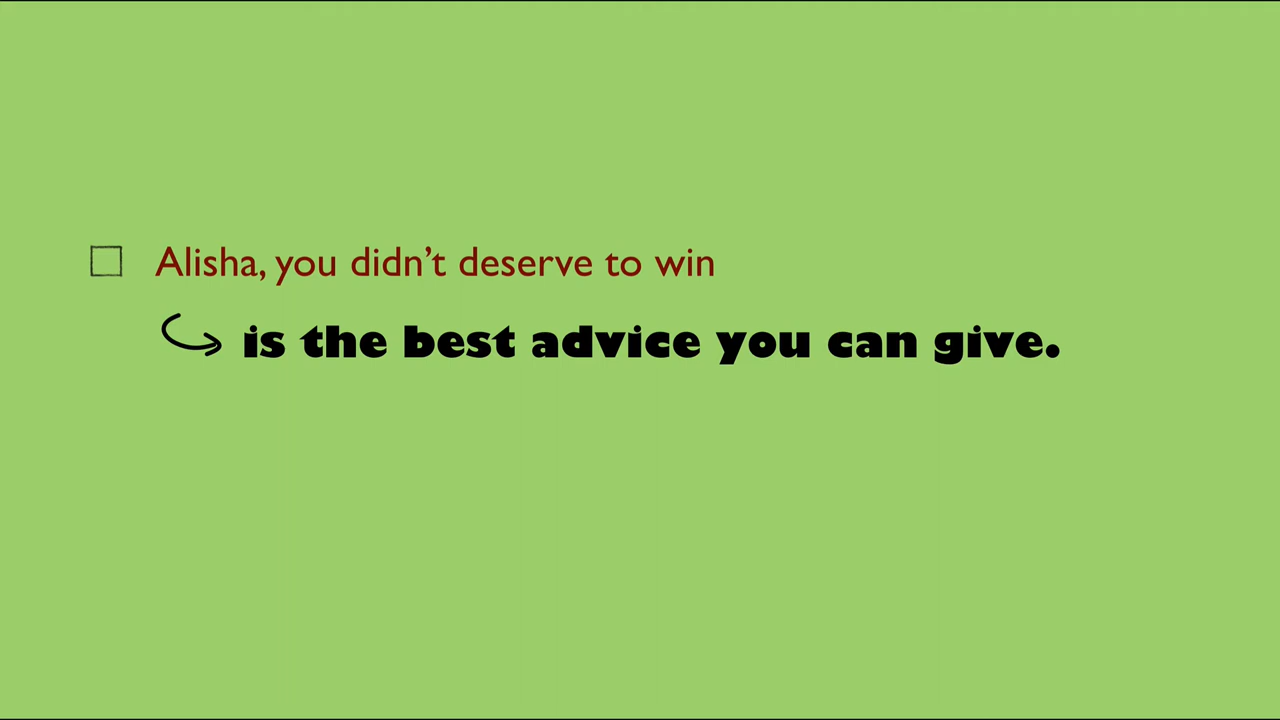 Alisha, you didn’t deserve to win
is the best advice you can give.